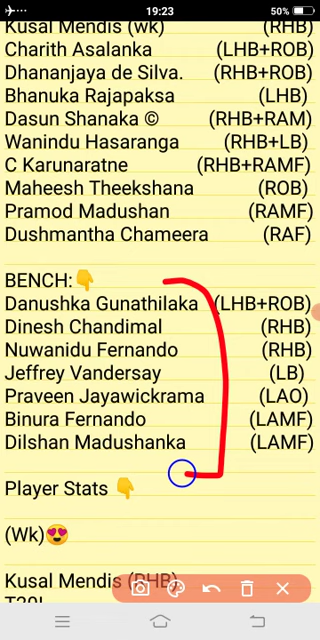 19:23
50%
Kusal Mendis (wk) (RHB)
Charith Asalanka (LHB+ROB)
Dhananjaya de Silva. (RHB+ROB)
Bhanuka Rajapaksa (LHB)
Dasun Shanaka © (RHB+RAM)
Wanindu Hasaranga (RHB+LB)
C Karunaratne (RHB+RAMF)
Maheesh Theekshana (ROB)
Pramod Madushan (RAMF)
Dushmantha Chameera (RAF)
BENCH:👇
Danushka Gunathilaka (LHB+ROB)
Dinesh Chandimal (RHB)
Nuwanidu Fernando (RHB)
Jeffrey Vandersay (LB)
Praveen Jayawickrama (LAO)
Binura Fernando (LAMF)
Dilshan Madushanka (LAMF)
Player Stats 👇
(Wk)😍
Kusal Mendis (RHB)
T20I